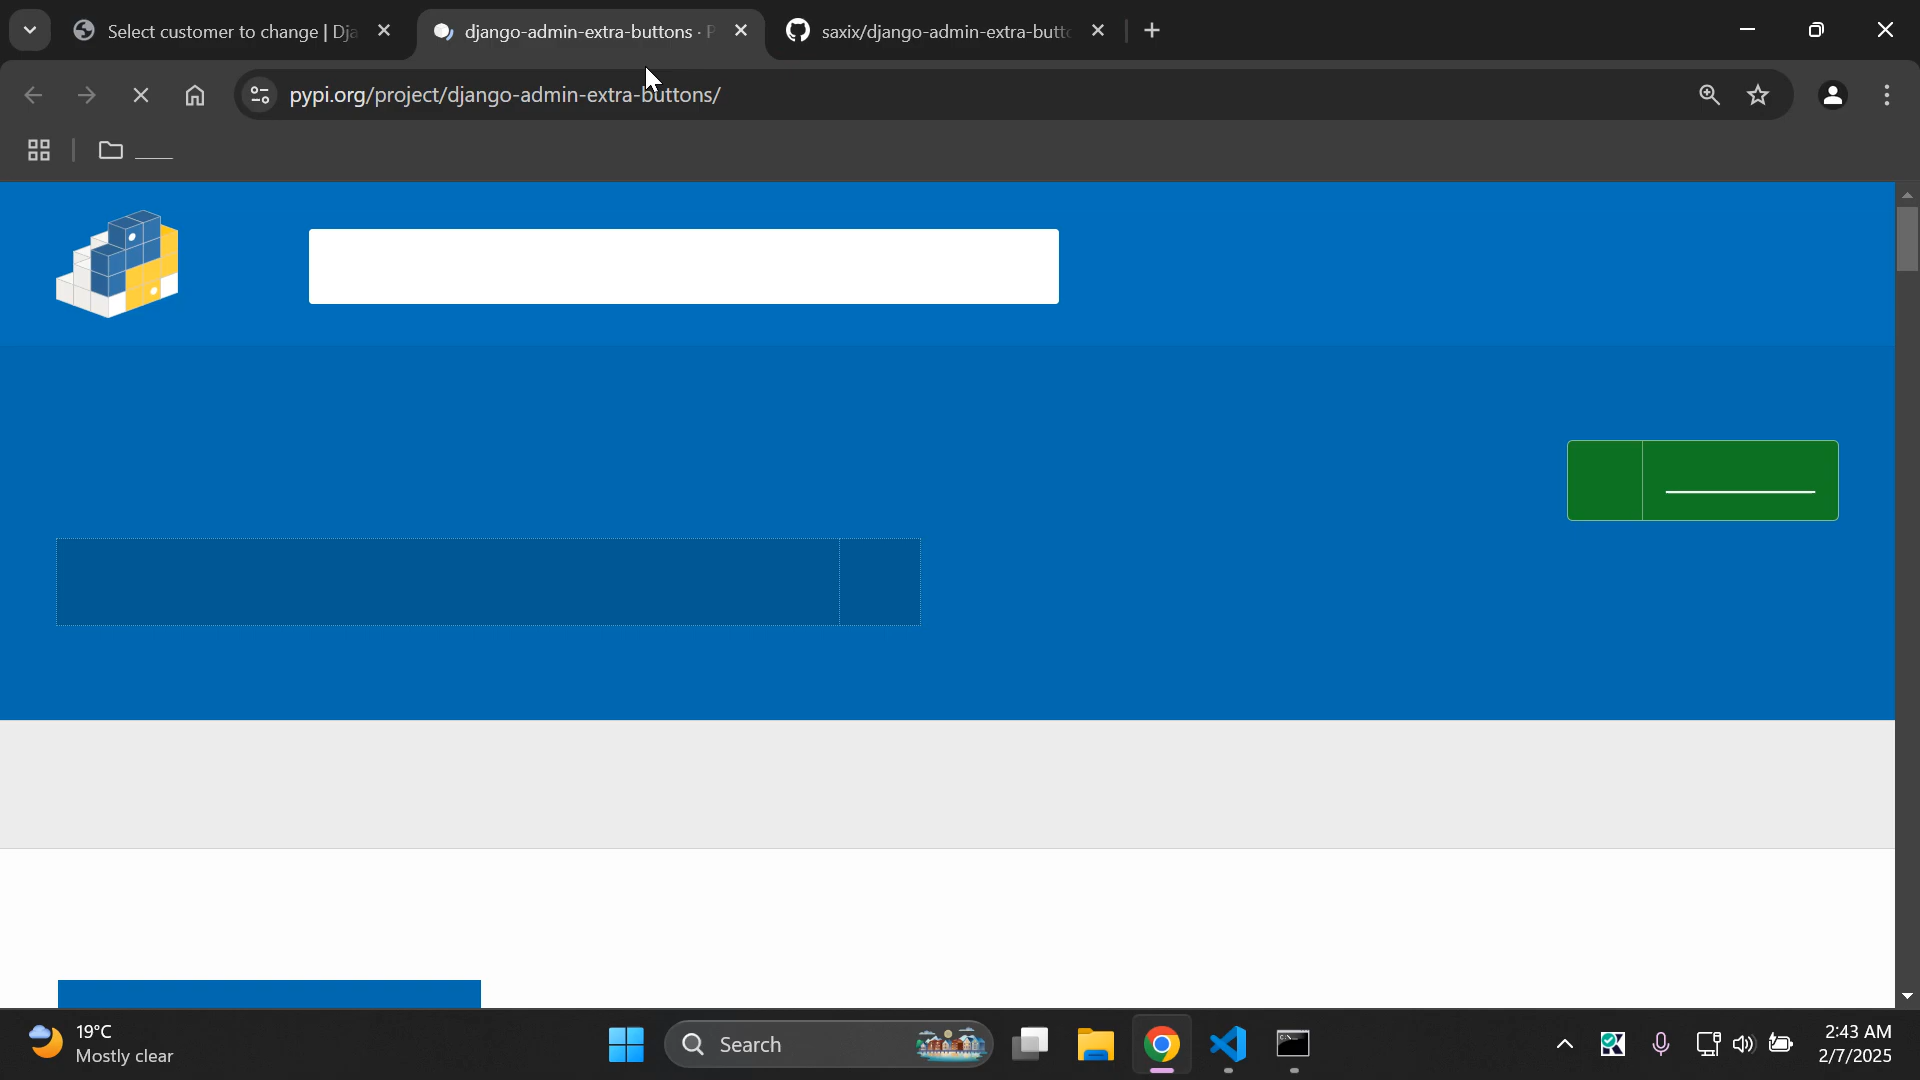 Select customer to change | Dja
django-admin-extra-buttons · P
saxix/django-admin-extra-butto
pypi.org/project/django-admin-extra-buttons/
19°C
Mostly clear
Search
2:43 AM
2/7/2025